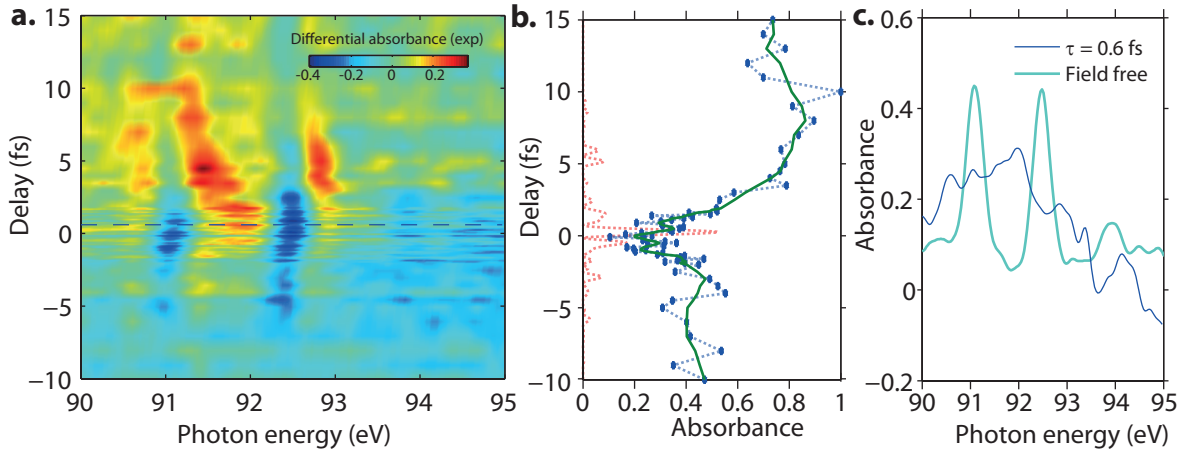 a.
Differential absorbance (exp)
-0.4 -0.2 0 0.2
15
10
5
0
−5
−10
Delay (fs)
90 91 92 93 94 95
Photon energy (eV)
b.
15
10
5
0
−5
−10
Delay (fs)
0 0.2 0.4 0.6 0.8 1
Absorbance
c.
τ = 0.6 fs
Field free
0.6
0.4
0.2
0
−0.2
Absorbance
90 91 92 93 94 95
Photon energy (eV)